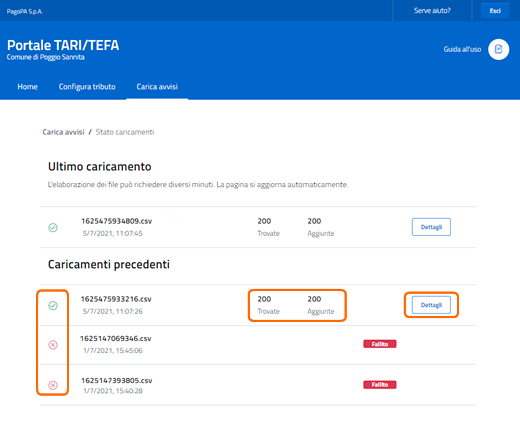 PagoPA S.p.A.
Serve aiuto?
Esci
Portale TARI/TEFA
Comune di Poggio Sannita
Guida all'uso
Home
Configura tributo
Carica avvisi
Carica avvisi / Stato caricamenti
Ultimo caricamento
L'elaborazione dei file può richiedere diversi minuti. La pagina si aggiorna automaticamente.
1625475934809.csv 200 200
5/7/2021, 11:07:45 Trovate Aggiunte
Dettagli
Caricamenti precedenti
1625475933216.csv 200 200
5/7/2021, 11:07:26 Trovate Aggiunte
Dettagli
1625147069346.csv
1/7/2021, 15:45:06
Fallito
1625147393805.csv
1/7/2021, 15:40:28
Fallito